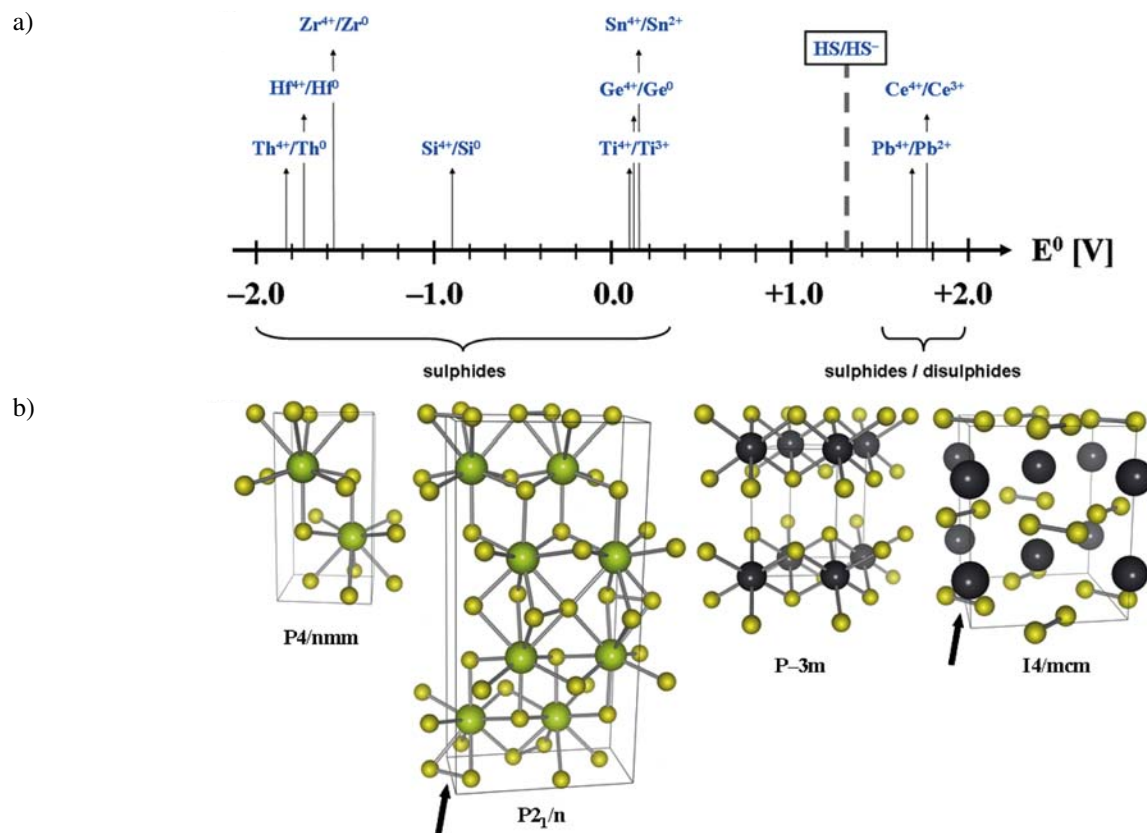 a)
Zr⁴⁺/Zr⁰
Sn⁴⁺/Sn²⁺
HS/HS⁻
Hf⁴⁺/Hf⁰
Ge⁴⁺/Ge⁰
Ce⁴⁺/Ce³⁺
Th⁴⁺/Th⁰
Si⁴⁺/Si⁰
Ti⁴⁺/Ti³⁺
Pb⁴⁺/Pb²⁺
E⁰ [V]
–2.0 –1.0 0.0 +1.0 +2.0
sulphides
sulphides / disulphides
b)
P4/nmm
P2₁/n
P–3m
I4/mcm